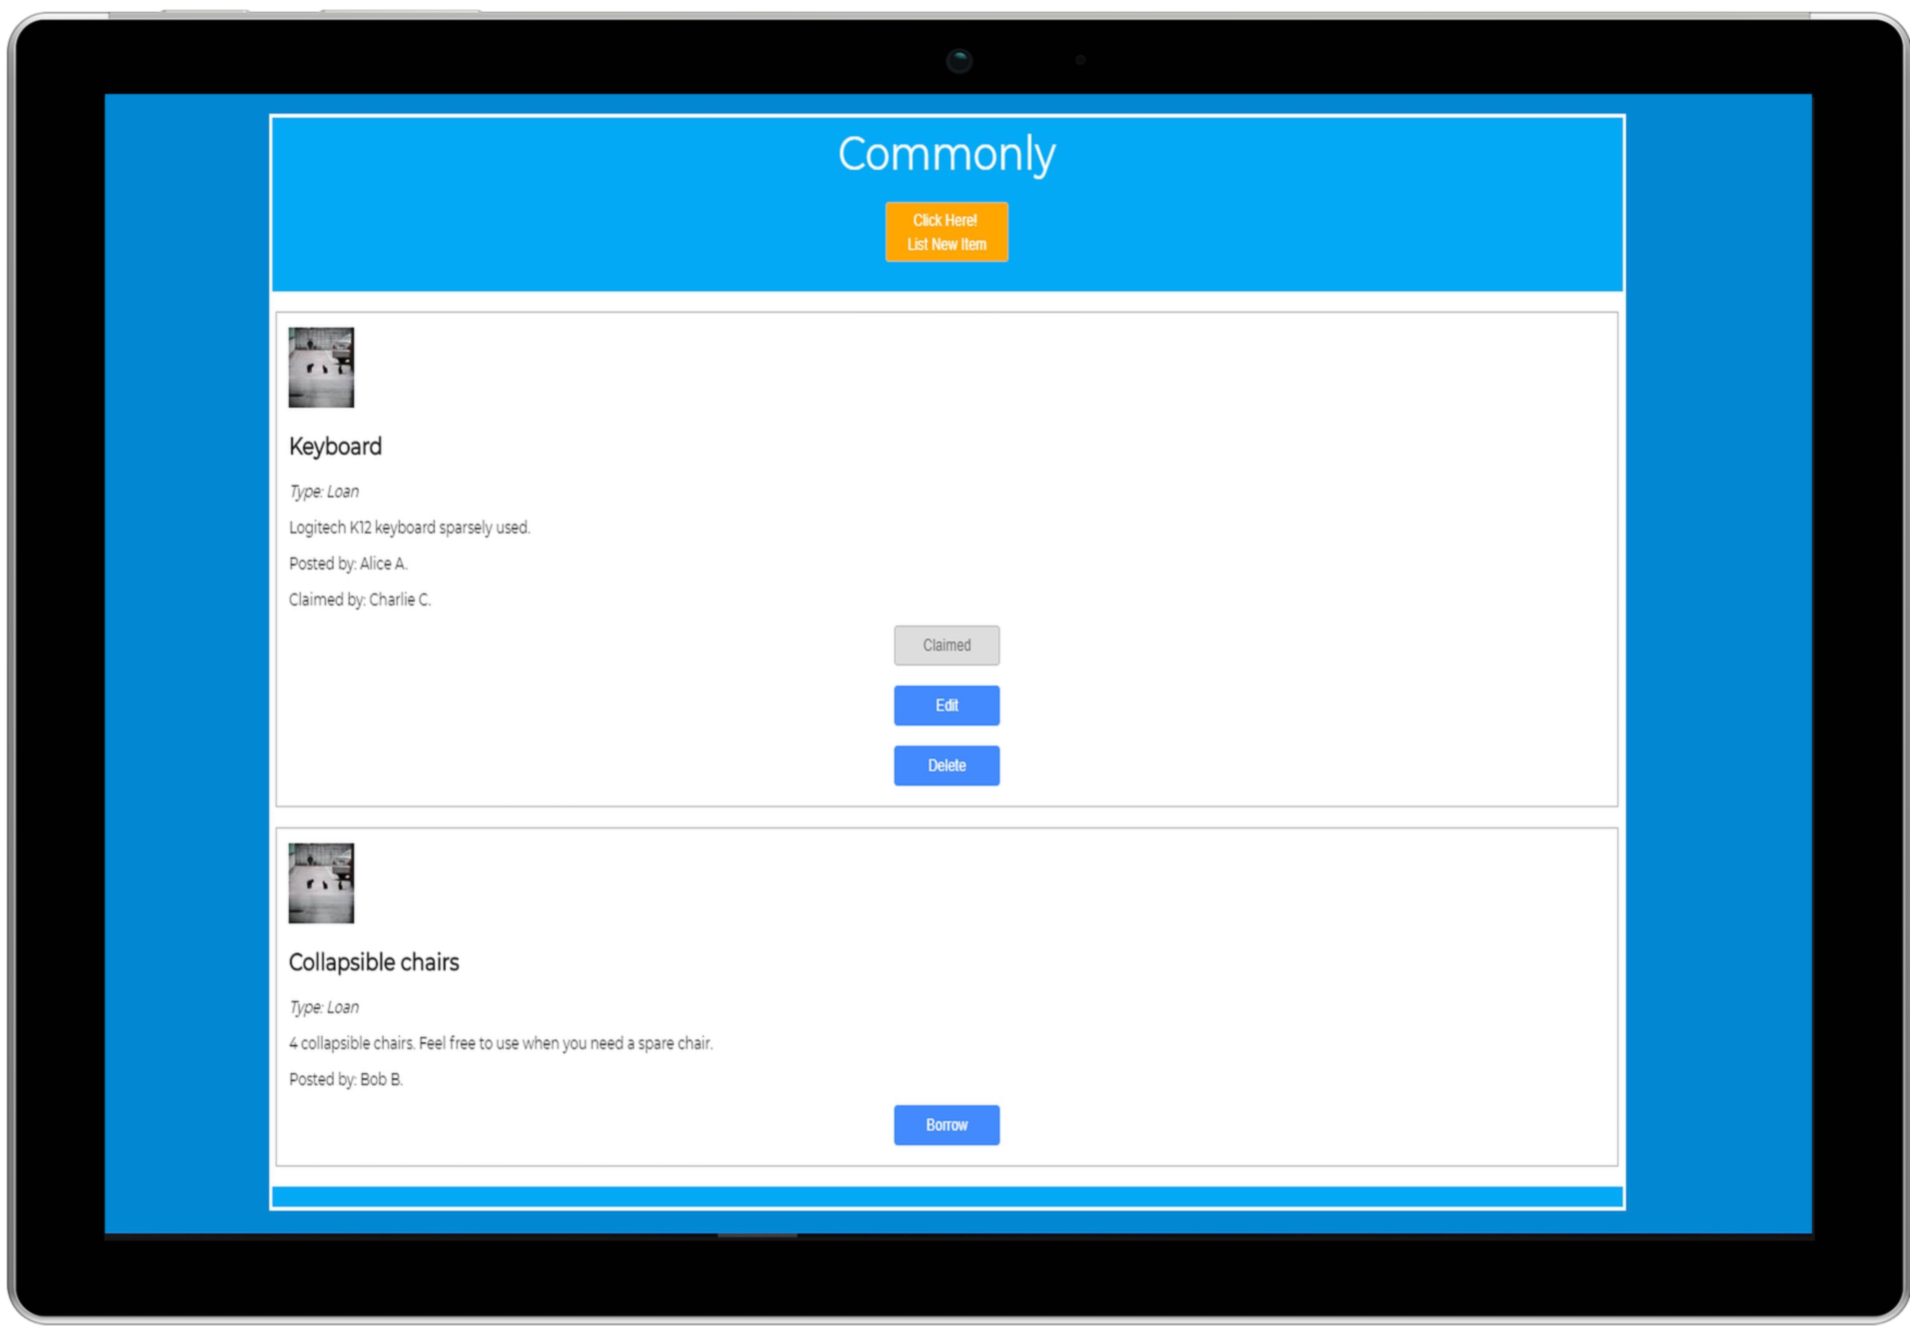 Commonly
Click Here!
List New Item
Keyboard
Type: Loan
Logitech K12 keyboard sparsely used.
Posted by: Alice A.
Claimed by: Charlie C.
Claimed
Edit
Delete
Collapsible chairs
Type: Loan
4 collapsible chairs. Feel free to use when you need a spare chair.
Posted by: Bob B.
Borrow